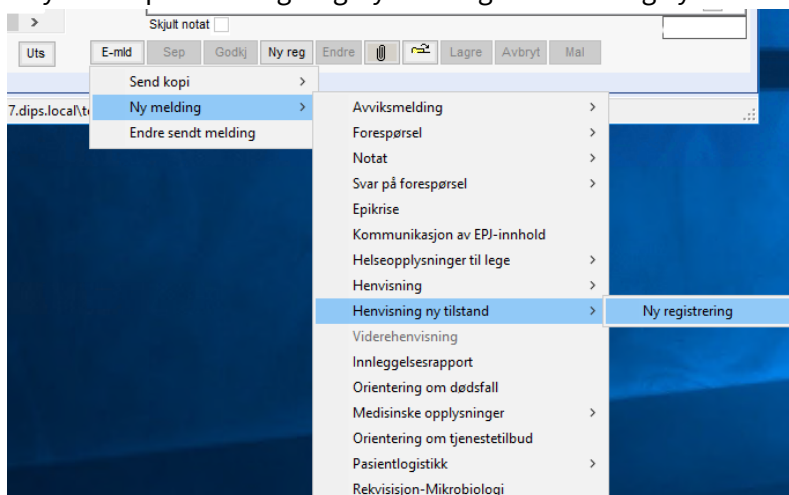 Skjult notat
Uts E-mld Sep Godkj Ny reg Endre Lagre Avbryt Mal
Send kopi
Ny melding
Endre sendt melding
7.dips.local\t
Avviksmelding
Forespørsel
Notat
Svar på forespørsel
Epikrise
Kommunikasjon av EPJ-innhold
Helseopplysninger til lege
Henvisning
Henvisning ny tilstand
Ny registrering
Viderehenvisning
Innleggelsesrapport
Orientering om dødsfall
Medisinske opplysninger
Orientering om tjenestetilbud
Pasientlogistikk
Rekvisisjon-Mikrobiologi